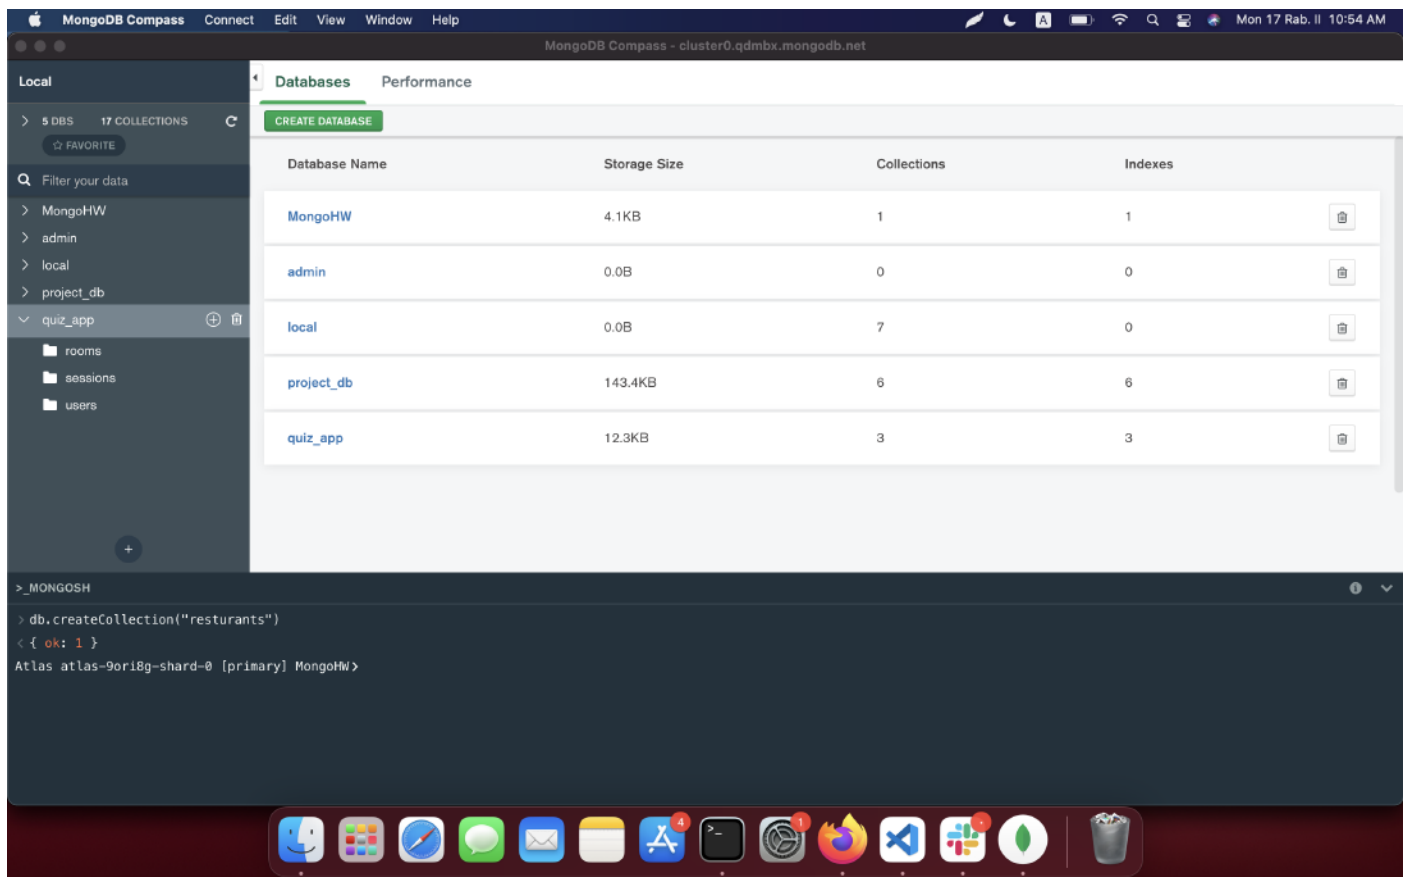 MongoDB Compass Connect Edit View Window Help A Mon 17 Rab. II 10:54 AM
MongoDB Compass - cluster0.qdmbx.mongodb.net
Local
5 DBS 17 COLLECTIONS
FAVORITE
Filter your data
MongoHW
admin
local
project_db
quiz_app
rooms
sessions
users
Databases Performance
CREATE DATABASE
Database Name Storage Size Collections Indexes
MongoHW 4.1KB 1 1
admin 0.0B 0 0
local 0.0B 7 0
project_db 143.4KB 6 6
quiz_app 12.3KB 3 3
>_MONGOSH
> db.createCollection("resturants")
< { ok: 1 }
Atlas atlas-9ori8g-shard-0 [primary] MongoHW>
4
>_
1